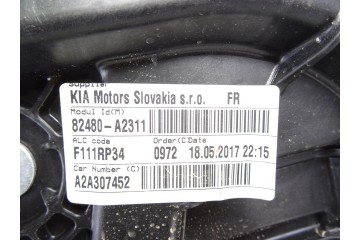 Supplier
KIA Motors Slovakia s.r.o. FR
Modul Id(M)
82480-A2311
ALC code Order(C)Date
F111RP34 0972 18.05.2017 22:15
Car Number (C)
A2A307452